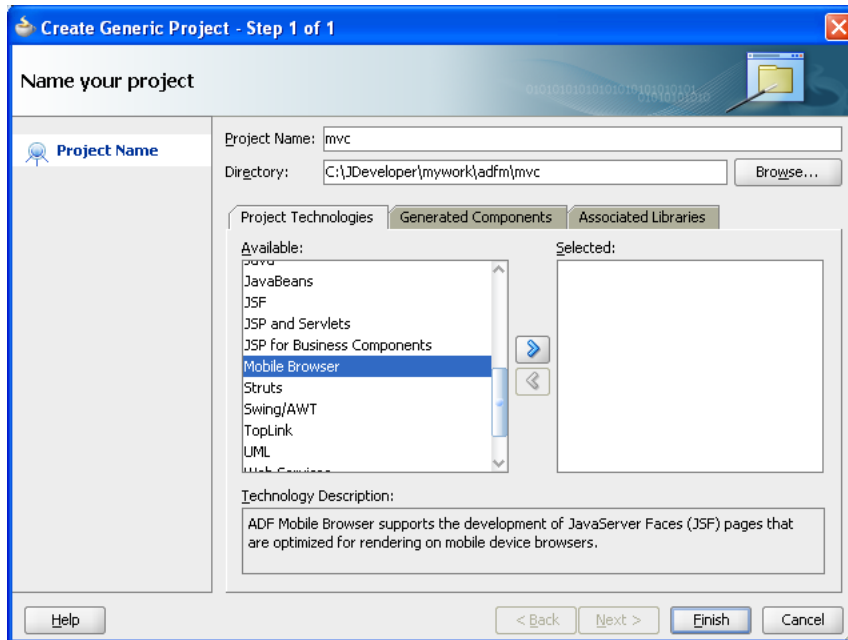 Create Generic Project - Step 1 of 1
Name your project
Project Name
Project Name: mvc
Directory: C:\JDeveloper\mywork\adfm\mvc Browse...
Project Technologies Generated Components Associated Libraries
Available: Selected:
Java
JavaBeans
JSF
JSP and Servlets
JSP for Business Components
Mobile Browser
Struts
Swing/AWT
TopLink
UML
Web Services
Technology Description:
ADF Mobile Browser supports the development of JavaServer Faces (JSF) pages that
are optimized for rendering on mobile device browsers.
Help < Back Next > Finish Cancel